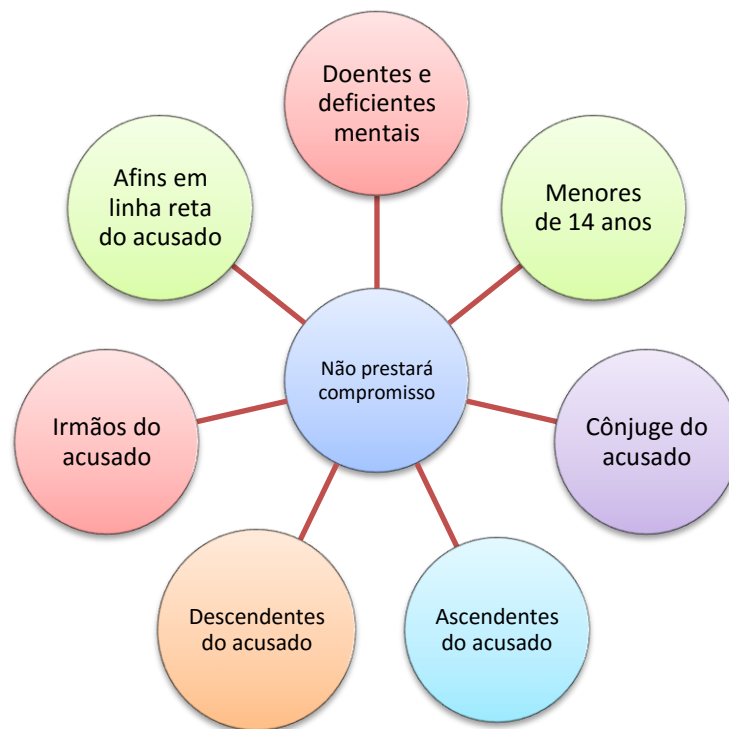 Doentes e
deficientes
mentais
Menores
de 14 anos
Cônjuge do
acusado
Ascendentes
do acusado
Descendentes
do acusado
Irmãos do
acusado
Afins em
linha reta
do acusado
Não prestará
compromisso